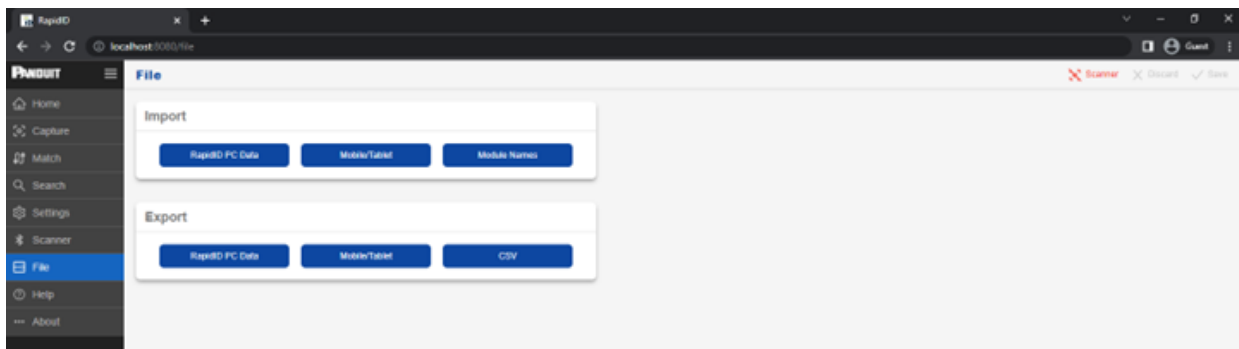 RapidID
localhost:8080/file
Guest
PANDUIT
File
Scanner Discard Save
Home
Capture
Match
Search
Settings
Scanner
File
Help
About
Import
RapidID PC Data Mobile/Tablet Module Names
Export
RapidID PC Data Mobile/Tablet CSV